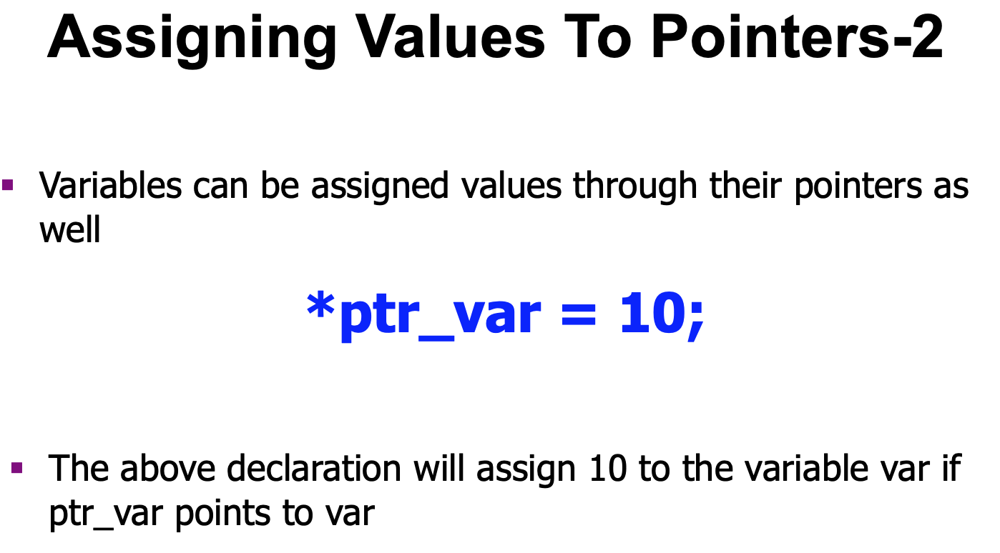 Assigning Values To Pointers-2
▪ Variables can be assigned values through their pointers as
well
*ptr_var = 10;
▪ The above declaration will assign 10 to the variable var if
ptr_var points to var